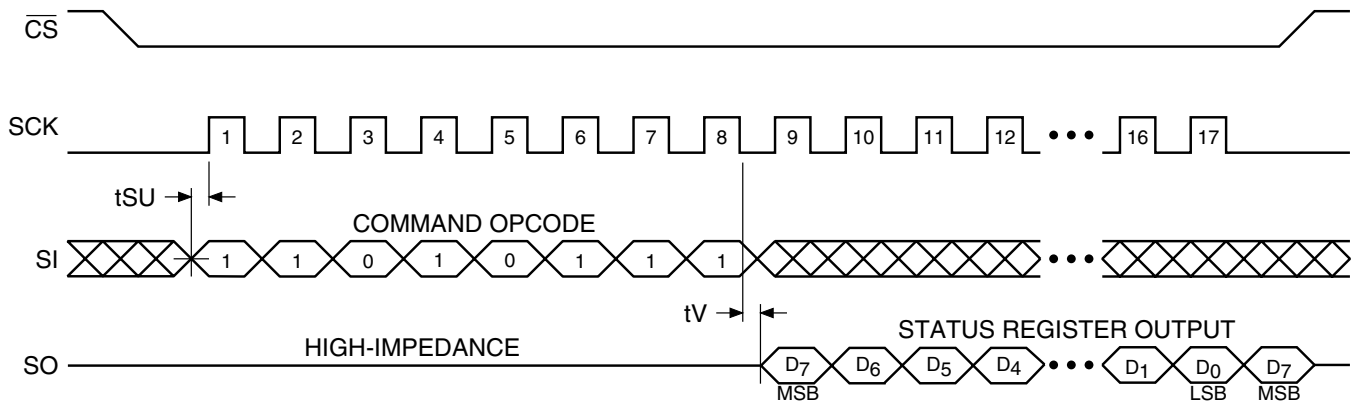 CS
SCK 1 2 3 4 5 6 7 8 9 10 11 12 ••• 16 17
tSU
COMMAND OPCODE
SI 1 1 0 1 0 1 1 1 •••
tV
STATUS REGISTER OUTPUT
HIGH-IMPEDANCE
SO D7 D6 D5 D4 ••• D1 D0 D7
MSB LSB MSB